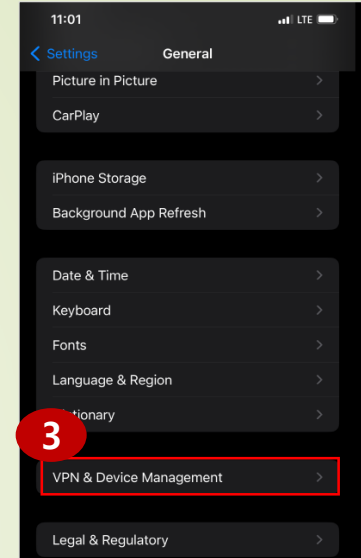 11:01 LTE
Settings General
Picture in Picture
CarPlay
iPhone Storage
Background App Refresh
Date & Time
Keyboard
Fonts
Language & Region
tionary
3
VPN & Device Management
Legal & Regulatory